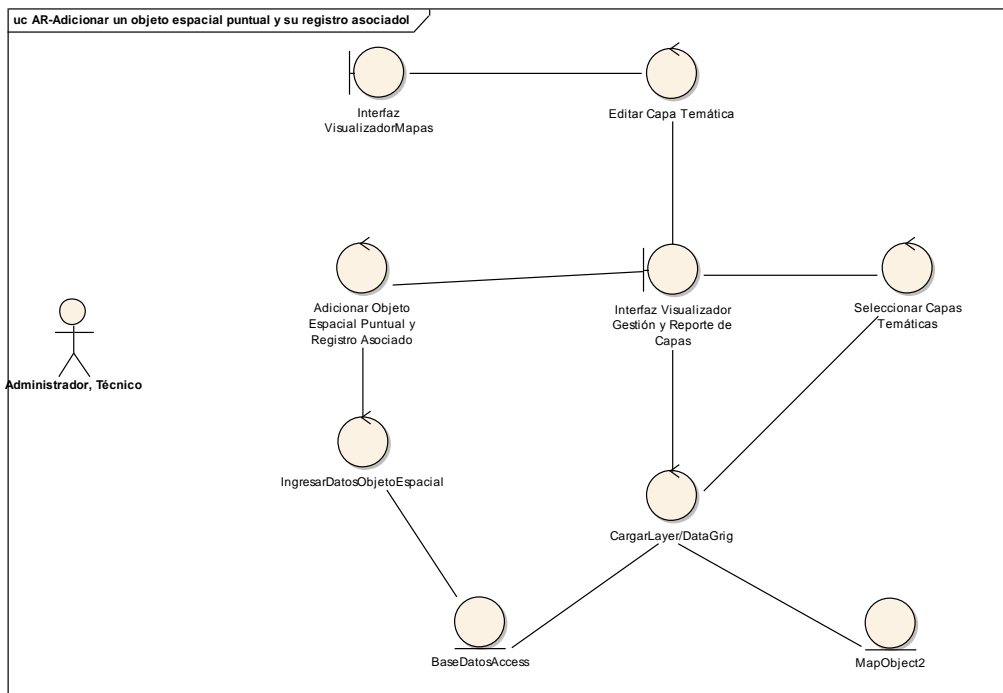 uc AR-Adicionar un objeto espacial puntual y su registro asociadol
Interfaz
VisualizadorMapas
Editar Capa Temática
Adicionar Objeto
Espacial Puntual y
Registro Asociado
Interfaz Visualizador
Gestión y Reporte de
Capas
Seleccionar Capas
Temáticas
Administrador, Técnico
IngresarDatosObjetoEspacial
CargarLayer/DataGrig
BaseDatosAccess
MapObject2